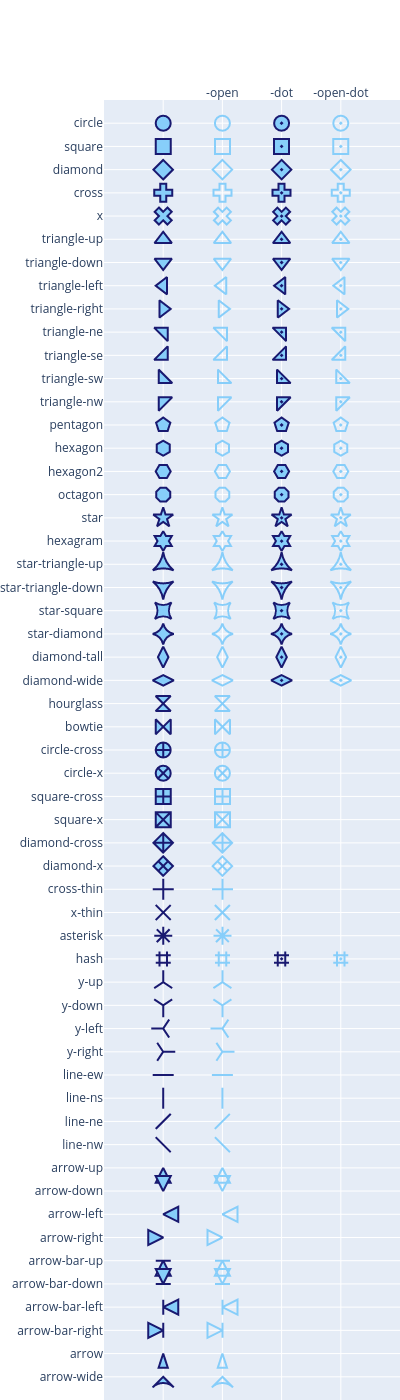 -open -dot -open-dot
circle
square
diamond
cross
x
triangle-up
triangle-down
triangle-left
triangle-right
triangle-ne
triangle-se
triangle-sw
triangle-nw
pentagon
hexagon
hexagon2
octagon
star
hexagram
star-triangle-up
star-triangle-down
star-square
star-diamond
diamond-tall
diamond-wide
hourglass
bowtie
circle-cross
circle-x
square-cross
square-x
diamond-cross
diamond-x
cross-thin
x-thin
asterisk
hash
y-up
y-down
y-left
y-right
line-ew
line-ns
line-ne
line-nw
arrow-up
arrow-down
arrow-left
arrow-right
arrow-bar-up
arrow-bar-down
arrow-bar-left
arrow-bar-right
arrow
arrow-wide